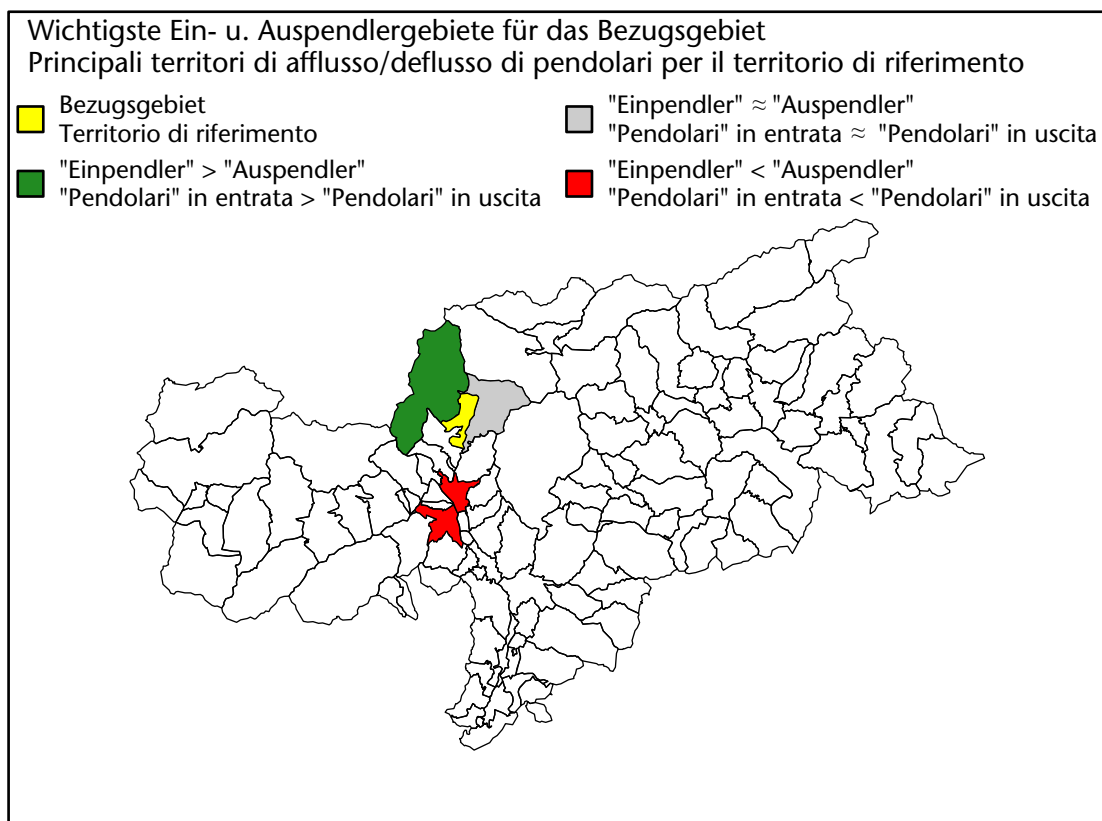 Wichtigste Ein- u. Auspendlergebiete für das Bezugsgebiet
Principali territori di afflusso/deflusso di pendolari per il territorio di riferimento
Bezugsgebiet
Territorio di riferimento
"Einpendler" > "Auspendler"
"Pendolari" in entrata > "Pendolari" in uscita
"Einpendler" ≈ "Auspendler"
"Pendolari" in entrata ≈ "Pendolari" in uscita
"Einpendler" < "Auspendler"
"Pendolari" in entrata < "Pendolari" in uscita